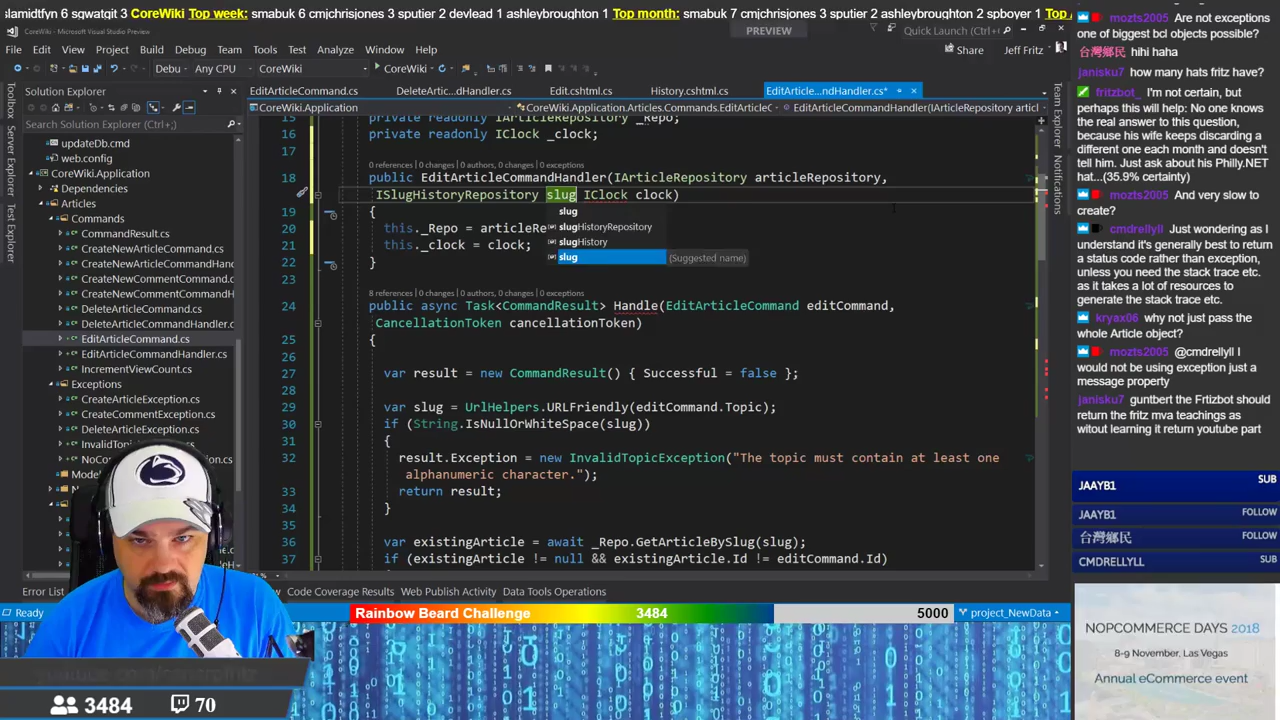 slamidtfyn 6 sgwatgit 3 CoreWiki Top week: smabuk 6 cmjchrisjones 3 sputier 2 devlead 1 ashleybroughton 1 Top month: smabuk 7 cmjchrisjones 3 sputier 2 ashleybroughton 2 spboyer 1 Top
CoreWiki - Microsoft Visual Studio Preview
PREVIEW
Quick Launch (Ctrl+
File Edit View Project Build Debug Team Tools Test Analyze Window Help
Share Jeff Fritz
Debug Any CPU CoreWiki CoreWiki
Toolbox
Server Explorer
Test Explorer
Solution Explorer
Search Solution Explorer (Ctrl+;)
updateDb.cmd
web.config
CoreWiki.Application
Dependencies
Articles
Commands
CommandResult.cs
CreateNewArticleCommand.cs
CreateNewArticleCommandHand
CreateNewCommentCommand.cs
CreateNewCommentCommandH
DeleteArticleCommand.cs
DeleteArticleCommandHandler.c
EditArticleCommand.cs
EditArticleCommandHandler.cs
IncrementViewCount.cs
Exceptions
CreateArticleException.cs
CreateCommentException.cs
DeleteArticleException.cs
InvalidTopicException.cs
EditArticleCommand.cs DeleteArticleComm...dHandler.cs Edit.cshtml.cs History.cshtml.cs EditArticle...ndHandler.cs*
CoreWiki.Application CoreWiki.Application.Articles.Commands.EditArticleC EditArticleCommandHandler(IArticleRepository articl
15 private readonly IArticleRepository _Repo;
16 private readonly IClock _clock;
17
0 references | 0 changes | 0 authors, 0 changes | 0 exceptions
18 public EditArticleCommandHandler(IArticleRepository articleRepository,
ISlugHistoryRepository slug IClock clock)
19 {
20 this._Repo = articleRe
21 this._clock = clock;
22 }
slug
slugHistoryRepository
slugHistory
slug (Suggested name)
23
8 references | 0 changes | 0 authors, 0 changes | 0 exceptions
24 public async Task<CommandResult> Handle(EditArticleCommand editCommand,
CancellationToken cancellationToken)
25 {
26
27 var result = new CommandResult() { Successful = false };
28
29 var slug = UrlHelpers.URLFriendly(editCommand.Topic);
30 if (String.IsNullOrWhiteSpace(slug))
31 {
32 result.Exception = new InvalidTopicException("The topic must contain at least one
alphanumeric character.");
33 return result;
34 }
35
36 var existingArticle = await _Repo.GetArticleBySlug(slug);
37 if (existingArticle != null && existingArticle.Id != editCommand.Id)
Team Explorer
Notifications
Error List Code Coverage Results Web Publish Activity Data Tools Operations
Ready
project_NewData
Rainbow Beard Challenge 3484 5000
3484 70
mozts2005 Are not exceptions
one of biggest bcl objects possible?
台灣鄉民 hihi haha
janisku7 how many hats fritz have?
fritzbot_ I'm not certain, but
perhaps this will help: No one knows
the real answer to this question,
because his wife keeps discarding a
different one each month and doesn't
tell him. Just ask about his Philly.NET
hat...(35.9% certainty)
mozts2005 And very slow to
create?
cmdrellyll Just wondering as I
understand it's generally best to return
a status code rather than exception,
unless you need the stack trace etc.
as it takes a lot of resources to
generate the stack trace etc.
kryax06 why not just pass the
whole Article object?
mozts2005 @cmdrellyll I
would not be using exception just a
message property
janisku7 guntbert the Frtizbot should
return the fritz mva teachings as
witout learning it return youtube part
JAAYB1 SUB
JAAYB1 FOLLOW
台灣鄉民 FOLLOW
CMDRELLYLL SUB
NOPCOMMERCE DAYS 2018
8-9 November, Las Vegas
Annual eCommerce event